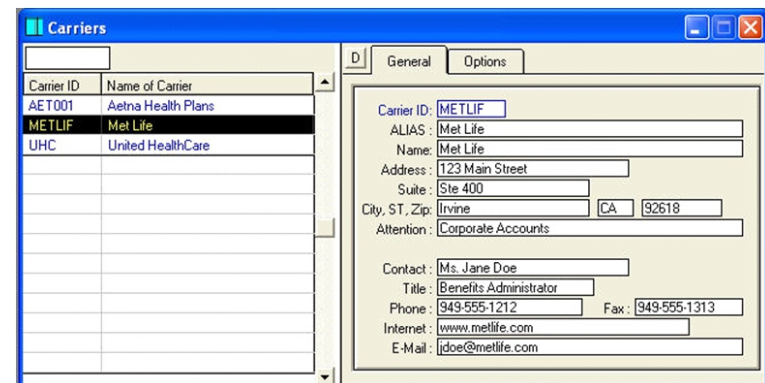 Carriers
Carrier ID Name of Carrier
AET001 Aetna Health Plans
METLIF Met Life
UHC United HealthCare
D General Options
Carrier ID: METLIF
ALIAS : Met Life
Name: Met Life
Address : 123 Main Street
Suite : Ste 400
City, ST, Zip: Irvine CA 92618
Attention : Corporate Accounts
Contact : Ms. Jane Doe
Title : Benefits Administrator
Phone : 949-555-1212 Fax : 949-555-1313
Internet : www.metlife.com
E-Mail : jdoe@metlife.com